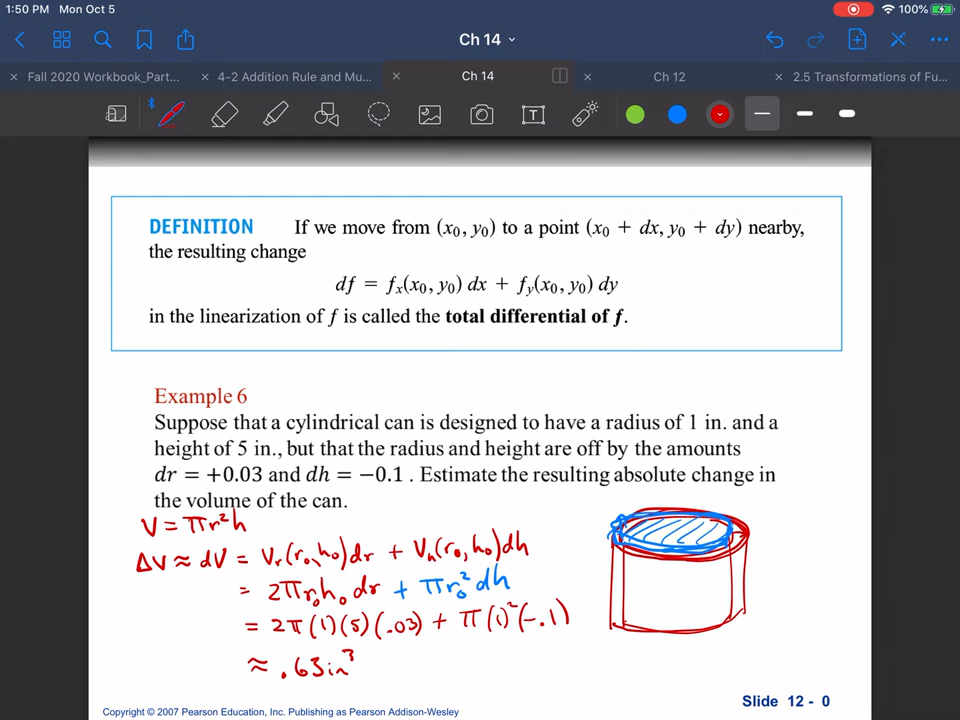 1:50 PM Mon Oct 5
100%
Ch 14
Fall 2020 Workbook_Part...
4-2 Addition Rule and Mu...
Ch 14
Ch 12
2.5 Transformations of Fu...
DEFINITION If we move from (x₀, y₀) to a point (x₀ + dx, y₀ + dy) nearby,
the resulting change
df = fₓ(x₀, y₀) dx + f_y(x₀, y₀) dy
in the linearization of f is called the total differential of f.
Example 6
Suppose that a cylindrical can is designed to have a radius of 1 in. and a
height of 5 in., but that the radius and height are off by the amounts
dr = +0.03 and dh = −0.1 . Estimate the resulting absolute change in
the volume of the can.
V = πr²h
ΔV ≈ dV = Vᵣ(r₀, h₀)dr + Vₕ(r₀, h₀)dh
= 2πr₀h₀ dr + πr₀² dh
= 2π(1)(5)(.03) + π(1)²(-.1)
≈ .63in³
Slide 12 - 0
Copyright © 2007 Pearson Education, Inc. Publishing as Pearson Addison-Wesley